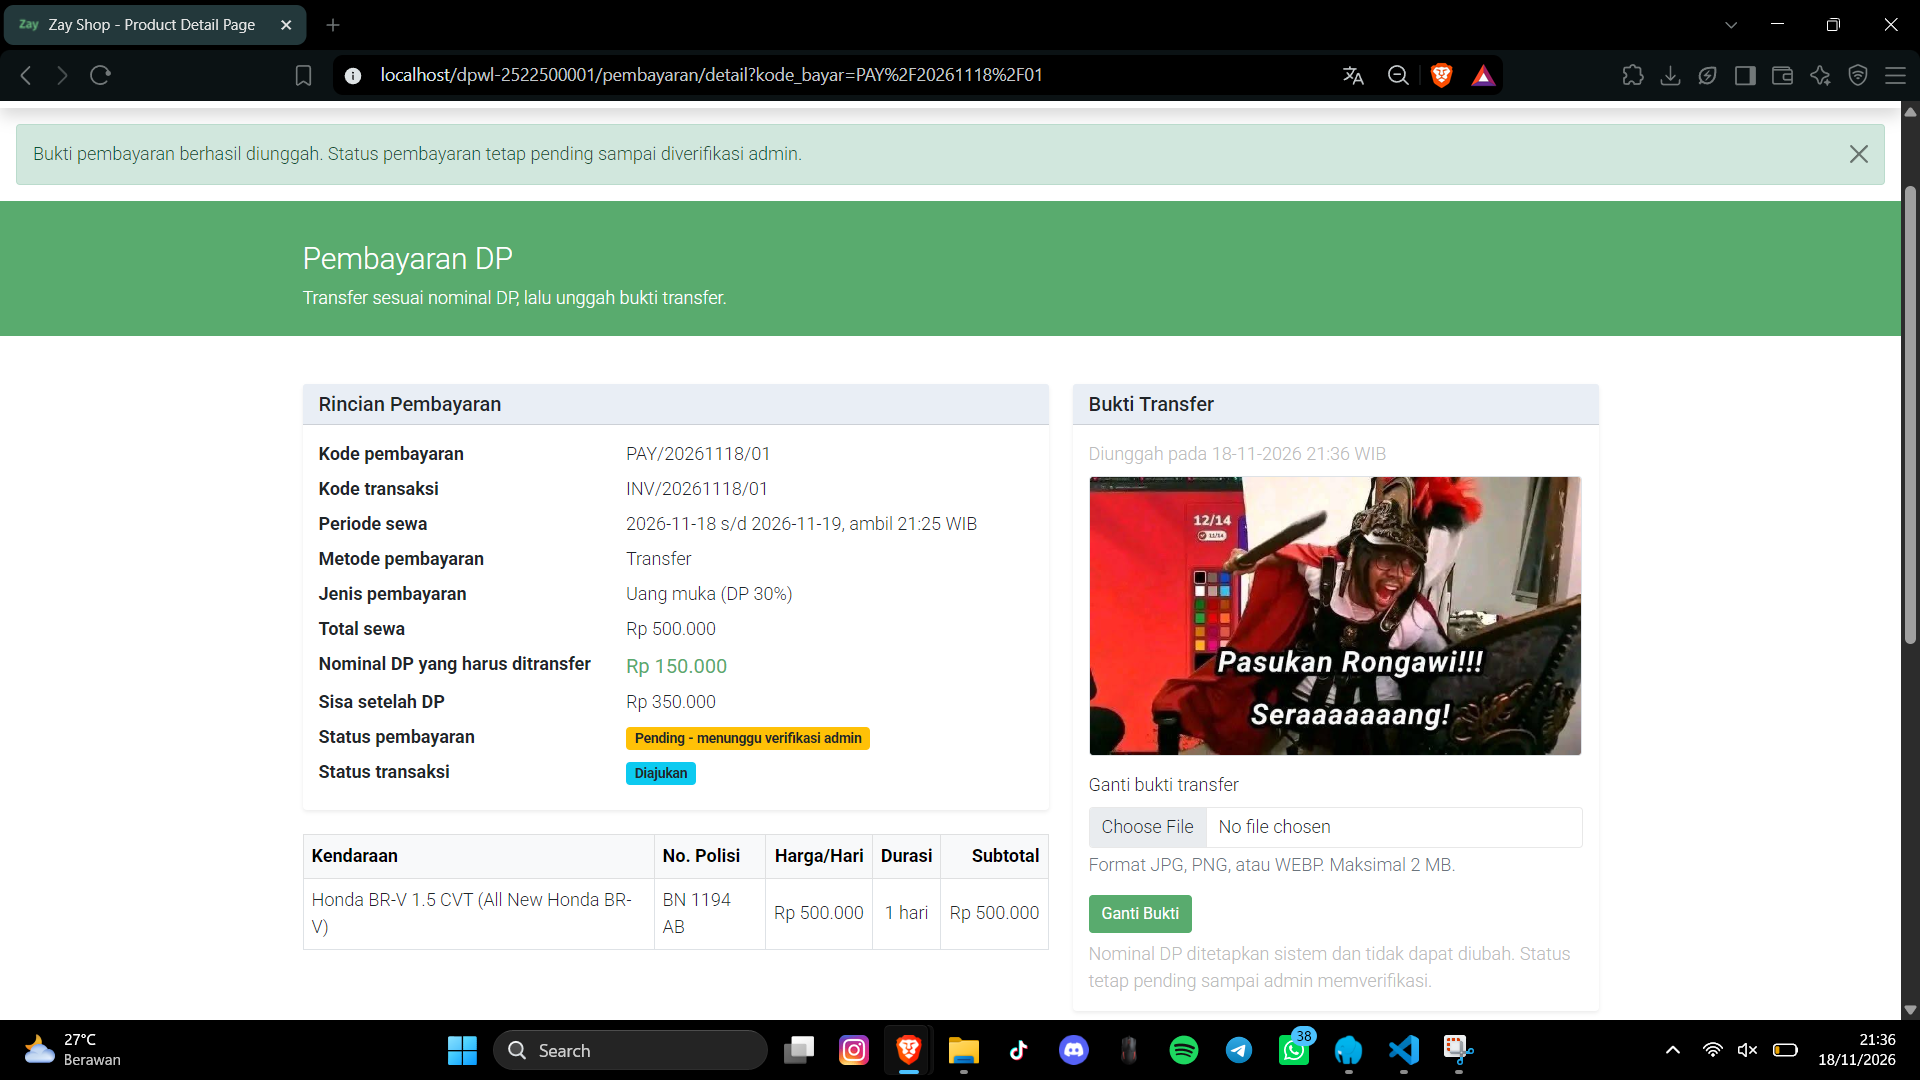 Zay Zay Shop - Product Detail Page
localhost/dpwl-2522500001/pembayaran/detail?kode_bayar=PAY%2F20261118%2F01
Bukti pembayaran berhasil diunggah. Status pembayaran tetap pending sampai diverifikasi admin.
Pembayaran DP
Transfer sesuai nominal DP, lalu unggah bukti transfer.
Rincian Pembayaran
Kode pembayaran PAY/20261118/01
Kode transaksi INV/20261118/01
Periode sewa 2026-11-18 s/d 2026-11-19, ambil 21:25 WIB
Metode pembayaran Transfer
Jenis pembayaran Uang muka (DP 30%)
Total sewa Rp 500.000
Nominal DP yang harus ditransfer Rp 150.000
Sisa setelah DP Rp 350.000
Status pembayaran Pending - menunggu verifikasi admin
Status transaksi Diajukan
Kendaraan No. Polisi Harga/Hari Durasi Subtotal
Honda BR-V 1.5 CVT (All New Honda BR-
V) BN 1194
AB Rp 500.000 1 hari Rp 500.000
Bukti Transfer
Diunggah pada 18-11-2026 21:36 WIB
12/14
11/14
Pasukan Rongawi!!!
Seraaaaaaang!
Ganti bukti transfer
Choose File No file chosen
Format JPG, PNG, atau WEBP. Maksimal 2 MB.
Ganti Bukti
Nominal DP ditetapkan sistem dan tidak dapat diubah. Status
tetap pending sampai admin memverifikasi.
27°C
Berawan
Search
38
21:36
18/11/2026